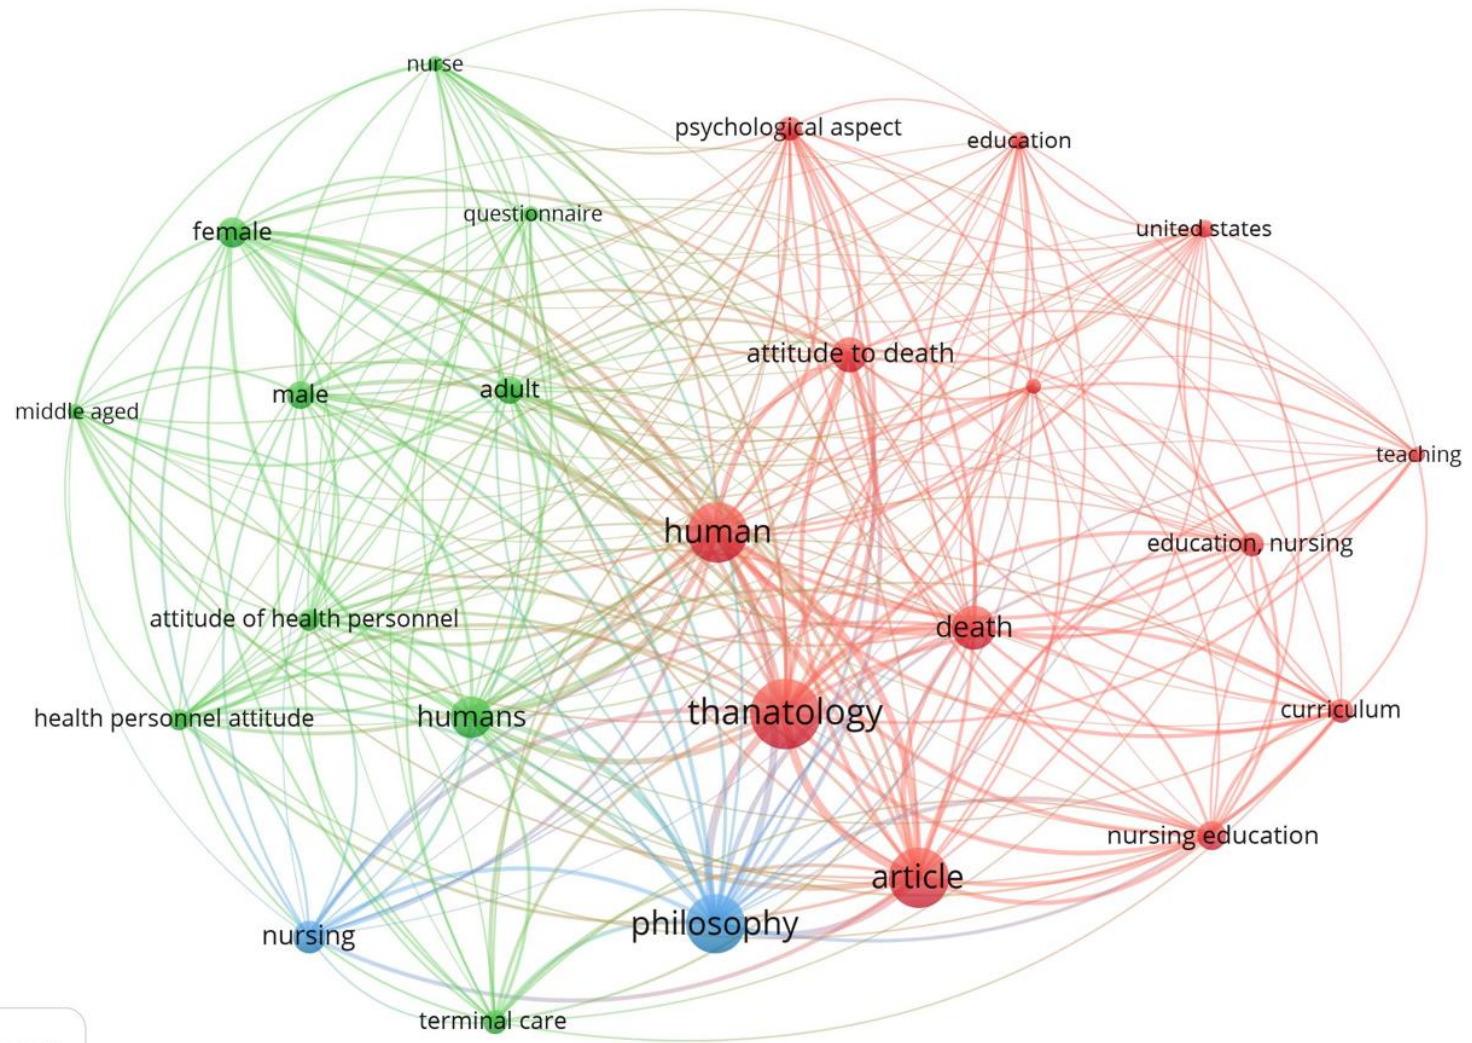 nurse
psychological aspect
education
questionnaire
female
united states
attitude to death
male
adult
middle aged
teaching
human
education, nursing
attitude of health personnel
death
health personnel attitude
humans
thanatology
curriculum
nursing education
article
philosophy
nursing
terminal care